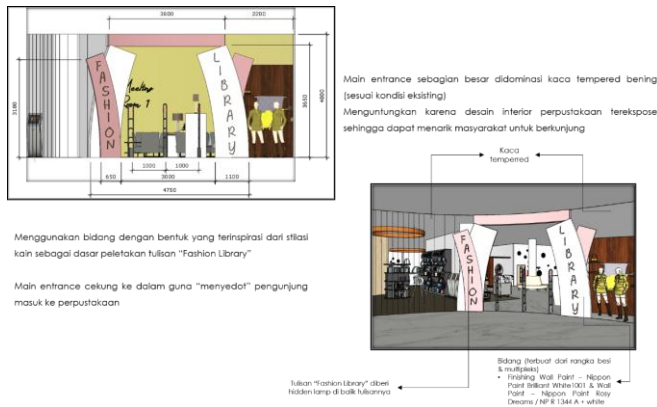 3800
2200
3180
3650
4800
FASHION
LIBRARY
Meeting
Room 1
1000
1000
650
3000
1100
4750
Main entrance sebagian besar didominasi kaca tempered bening
(sesuai kondisi eksisting)
Menguntungkan karena desain interior perpustakaan terekspose
sehingga dapat menarik masyarakat untuk berkunjung
Menggunakan bidang dengan bentuk yang terinspirasi dari stilasi
kain sebagai dasar peletakan tulisan "Fashion Library"
Main entrance cekung ke dalam guna "menyedot" pengunjung
masuk ke perpustakaan
Kaca
temperred
FASHION
LIBRARY
Tulisan "Fashion Library" diberi
hidden lamp di balik tulisannya
Bidang (terbuat dari rangka besi
& multipleks)
• Finishing Wall Paint – Nippon
Paint Brilliant White1001 & Wall
Paint – Nippon Paint Rosy
Dreams / NP R 1344 A + white